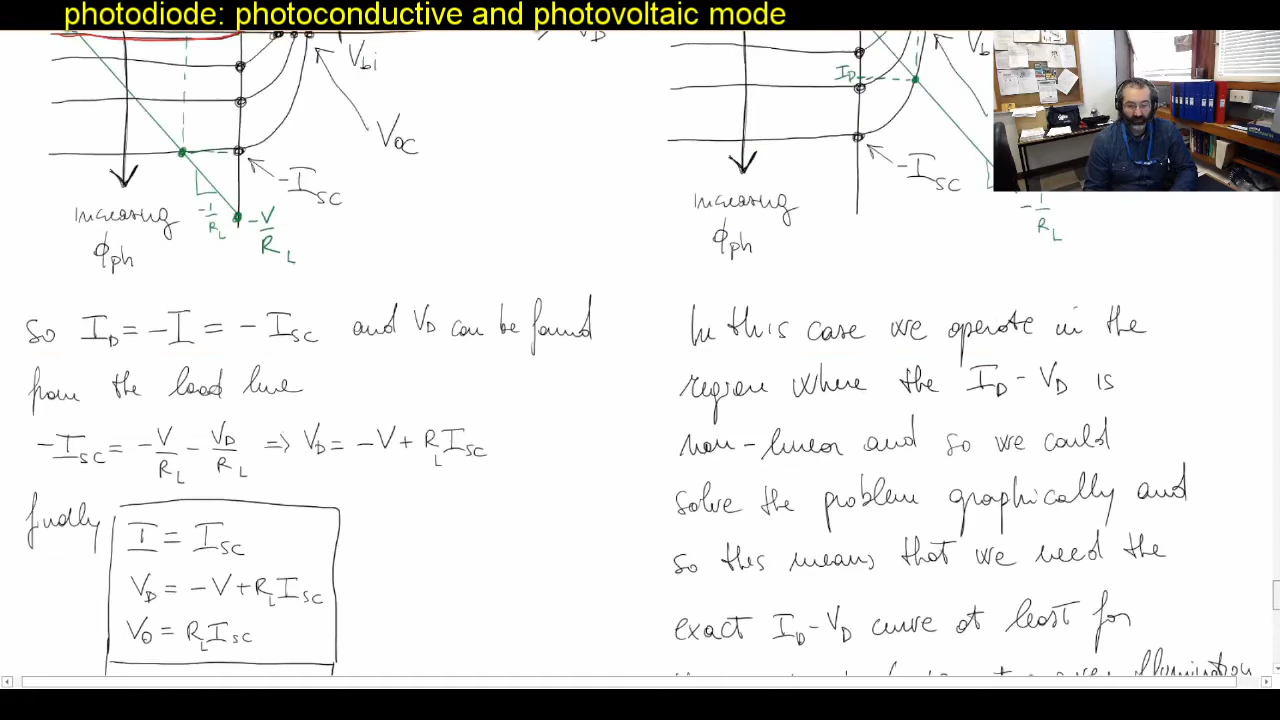 photodiode: photoconductive and photovoltaic mode
V_bi
V_oc
-I_SC
-1/R_L
-V/R_L
Increasing
ϕ_ph
So I_D = -I = -I_SC and V_D can be found
from the load line
-I_SC = -V/R_L - V_D/R_L => V_D = -V + R_L I_SC
finally
I = I_SC
V_D = -V + R_L I_SC
V_0 = R_L I_SC
V_D
I_D
V_bi
-I_SC
-1/R_L
Increasing
ϕ_ph
In this case we operate in the
region where the I_D - V_D is
non-linear and so we could
solve the problem graphically and
so this means that we need the
exact I_D - V_D curve at least for
illumination